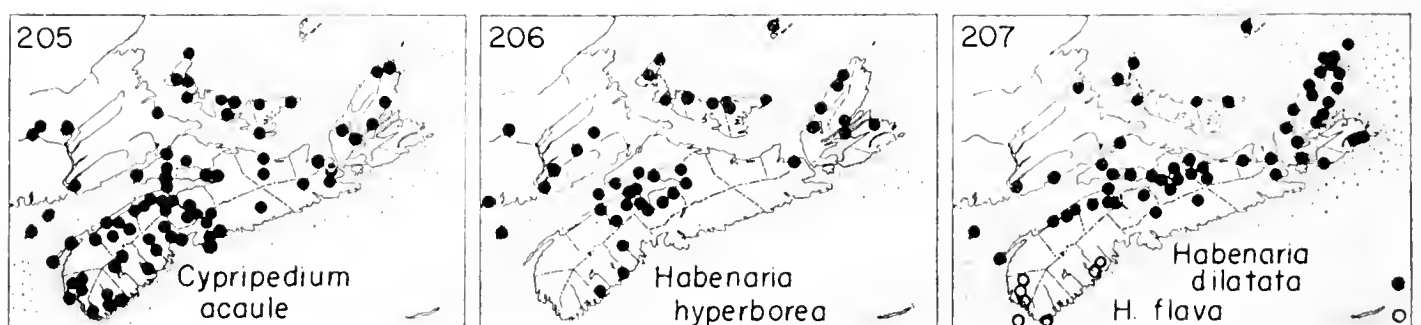 205
Cypripedium
acaule
206
Habenaria
hyperborea
207
Habenaria
dilatata
H. flava